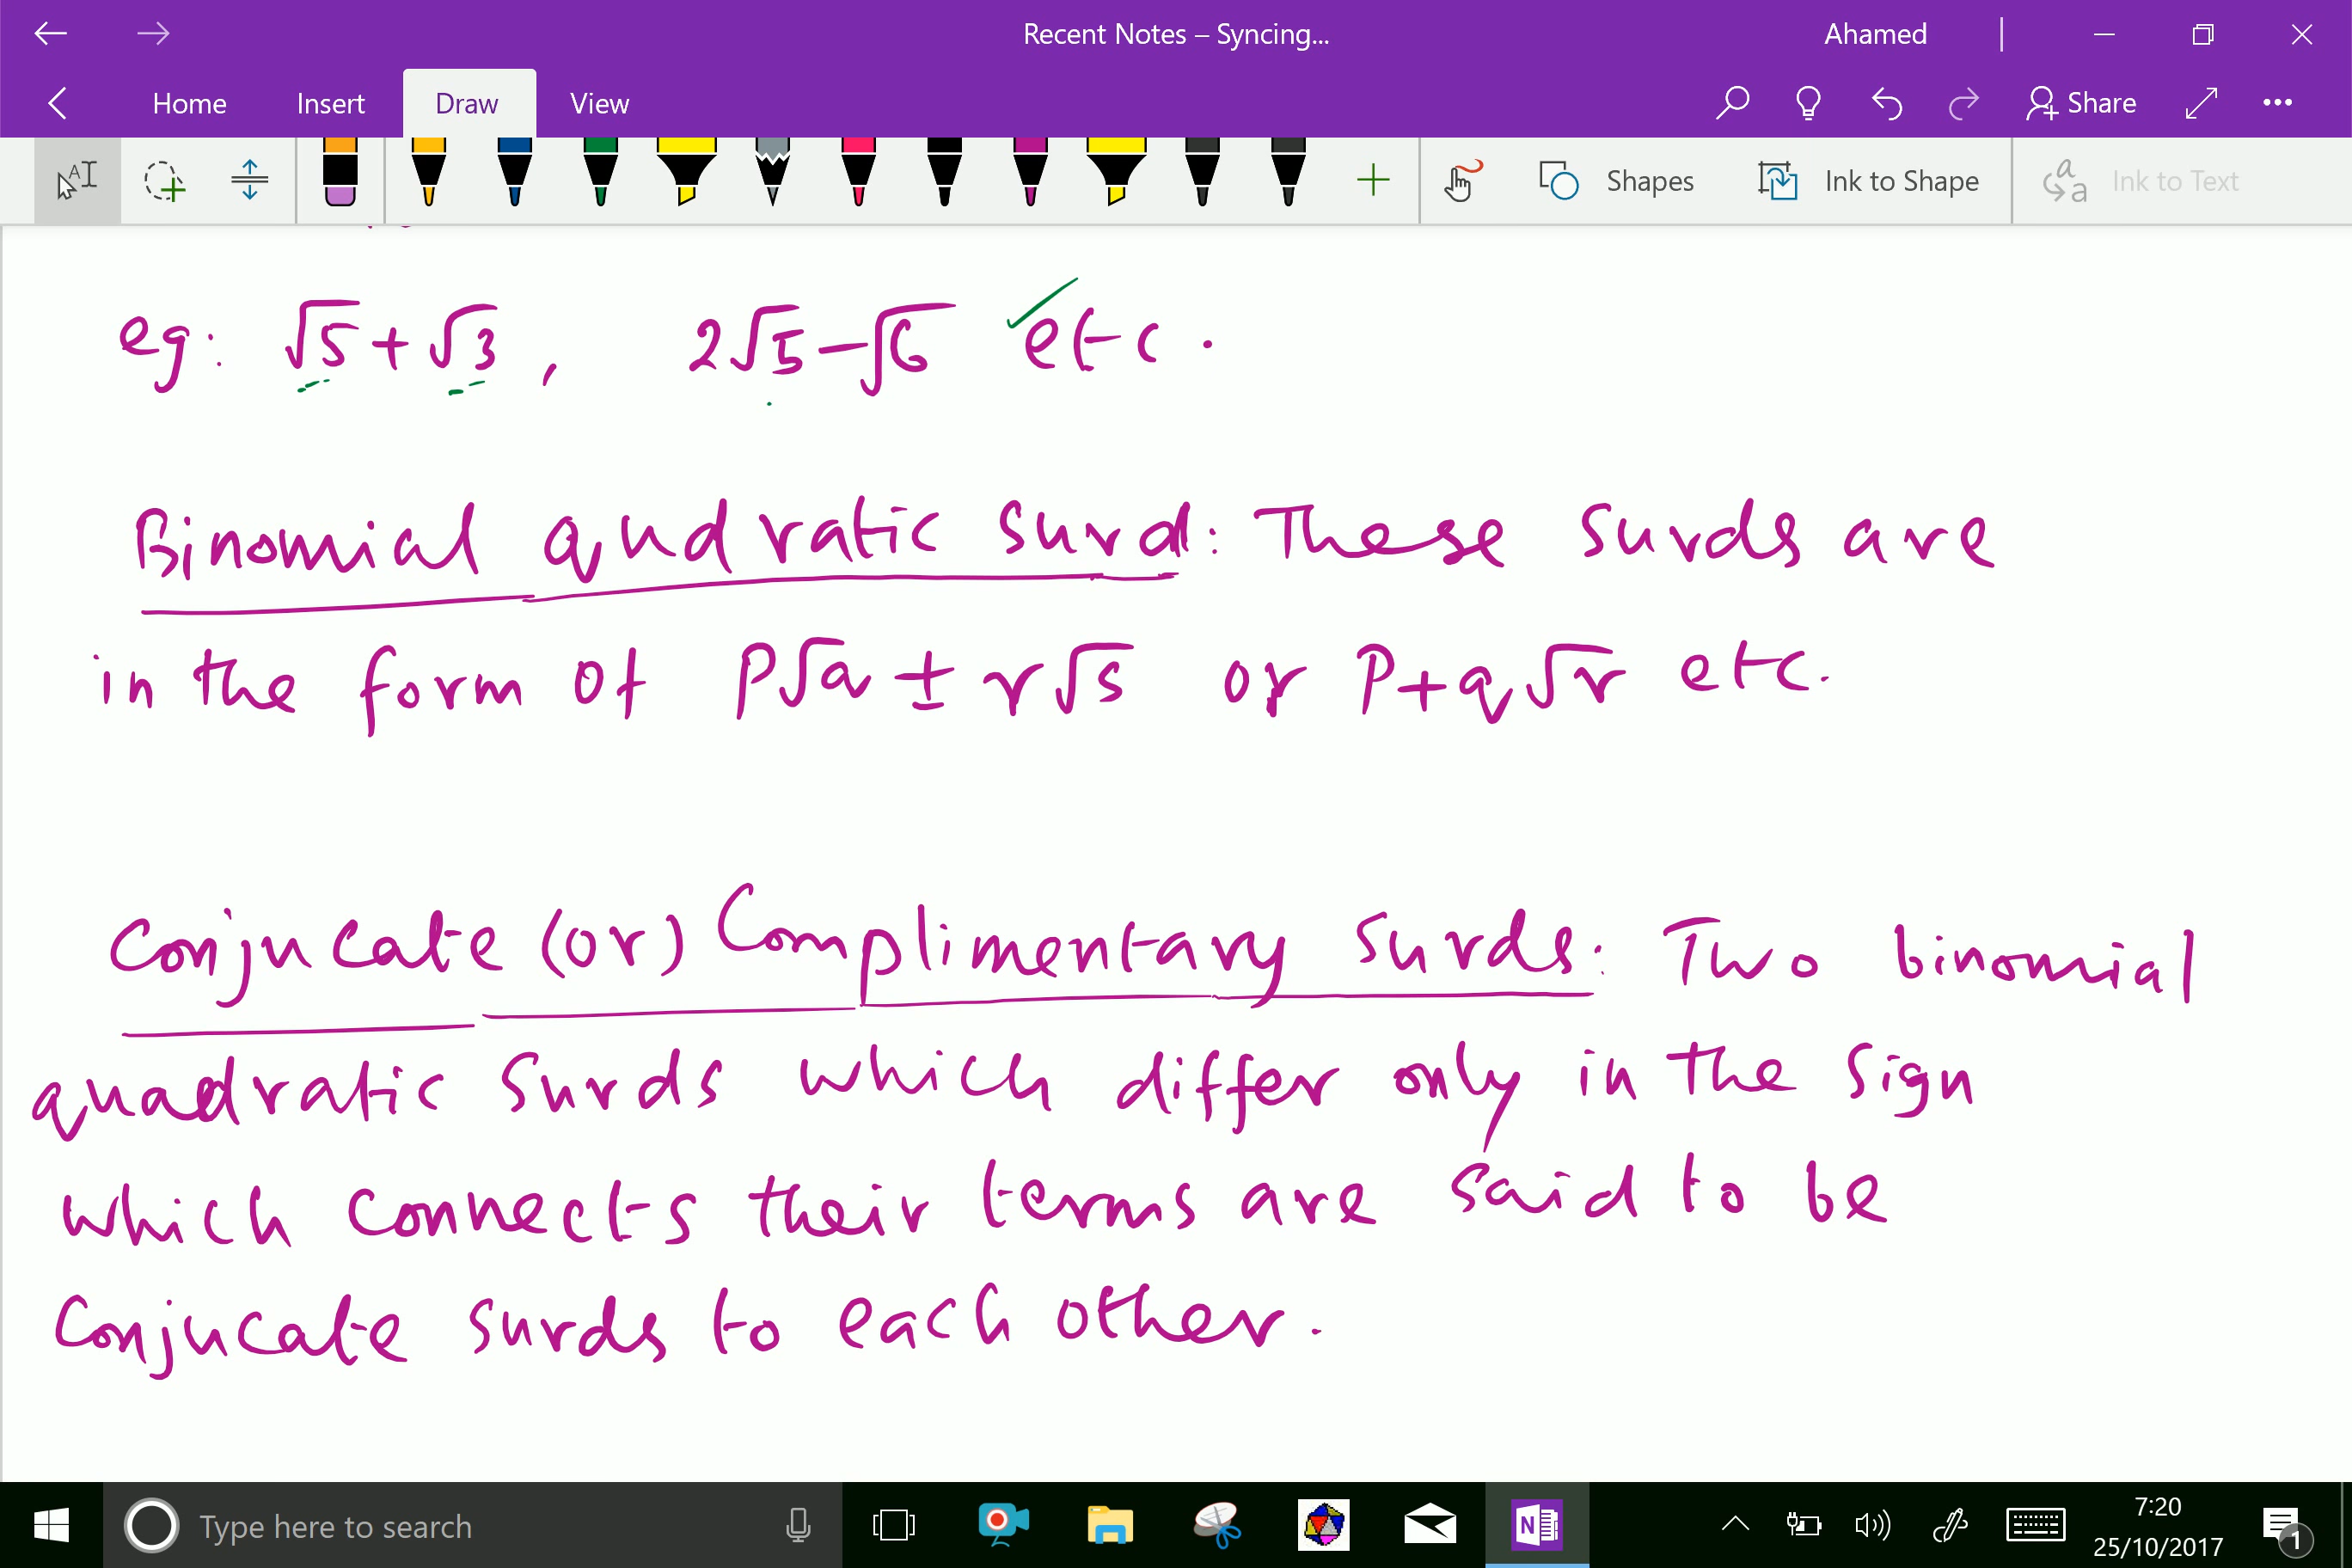 Recent Notes – Syncing...
Ahamed
Home Insert Draw View
Share
Shapes Ink to Shape Ink to Text
eg: √5 + √3 , 2√5 – √6 etc.
Binomial qudratic surd: These surds are
in the form of P√q ± r√s or P+q√r etc.
Conjucate (or) Complimentary surds: Two binomial
quadratic surds which differ only in the sign
which connects their terms are said to be
Conjucate surds to each other.
Type here to search
7:20
25/10/2017
1